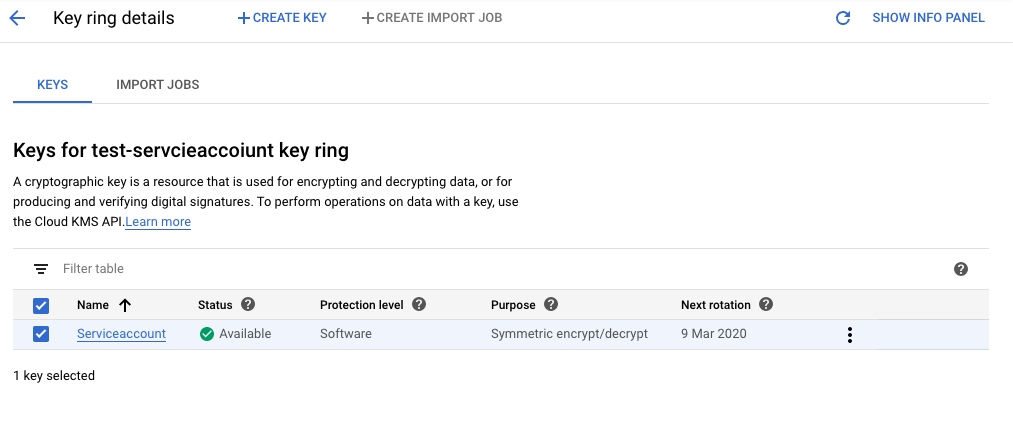 Key ring details CREATE KEY CREATE IMPORT JOB SHOW INFO PANEL
KEYS IMPORT JOBS
Keys for test-servcieaccoiunt key ring
A cryptographic key is a resource that is used for encrypting and decrypting data, or for
producing and verifying digital signatures. To perform operations on data with a key, use
the Cloud KMS API.Learn more
Filter table
Name Status Protection level Purpose Next rotation
Serviceaccount Available Software Symmetric encrypt/decrypt 9 Mar 2020
1 key selected